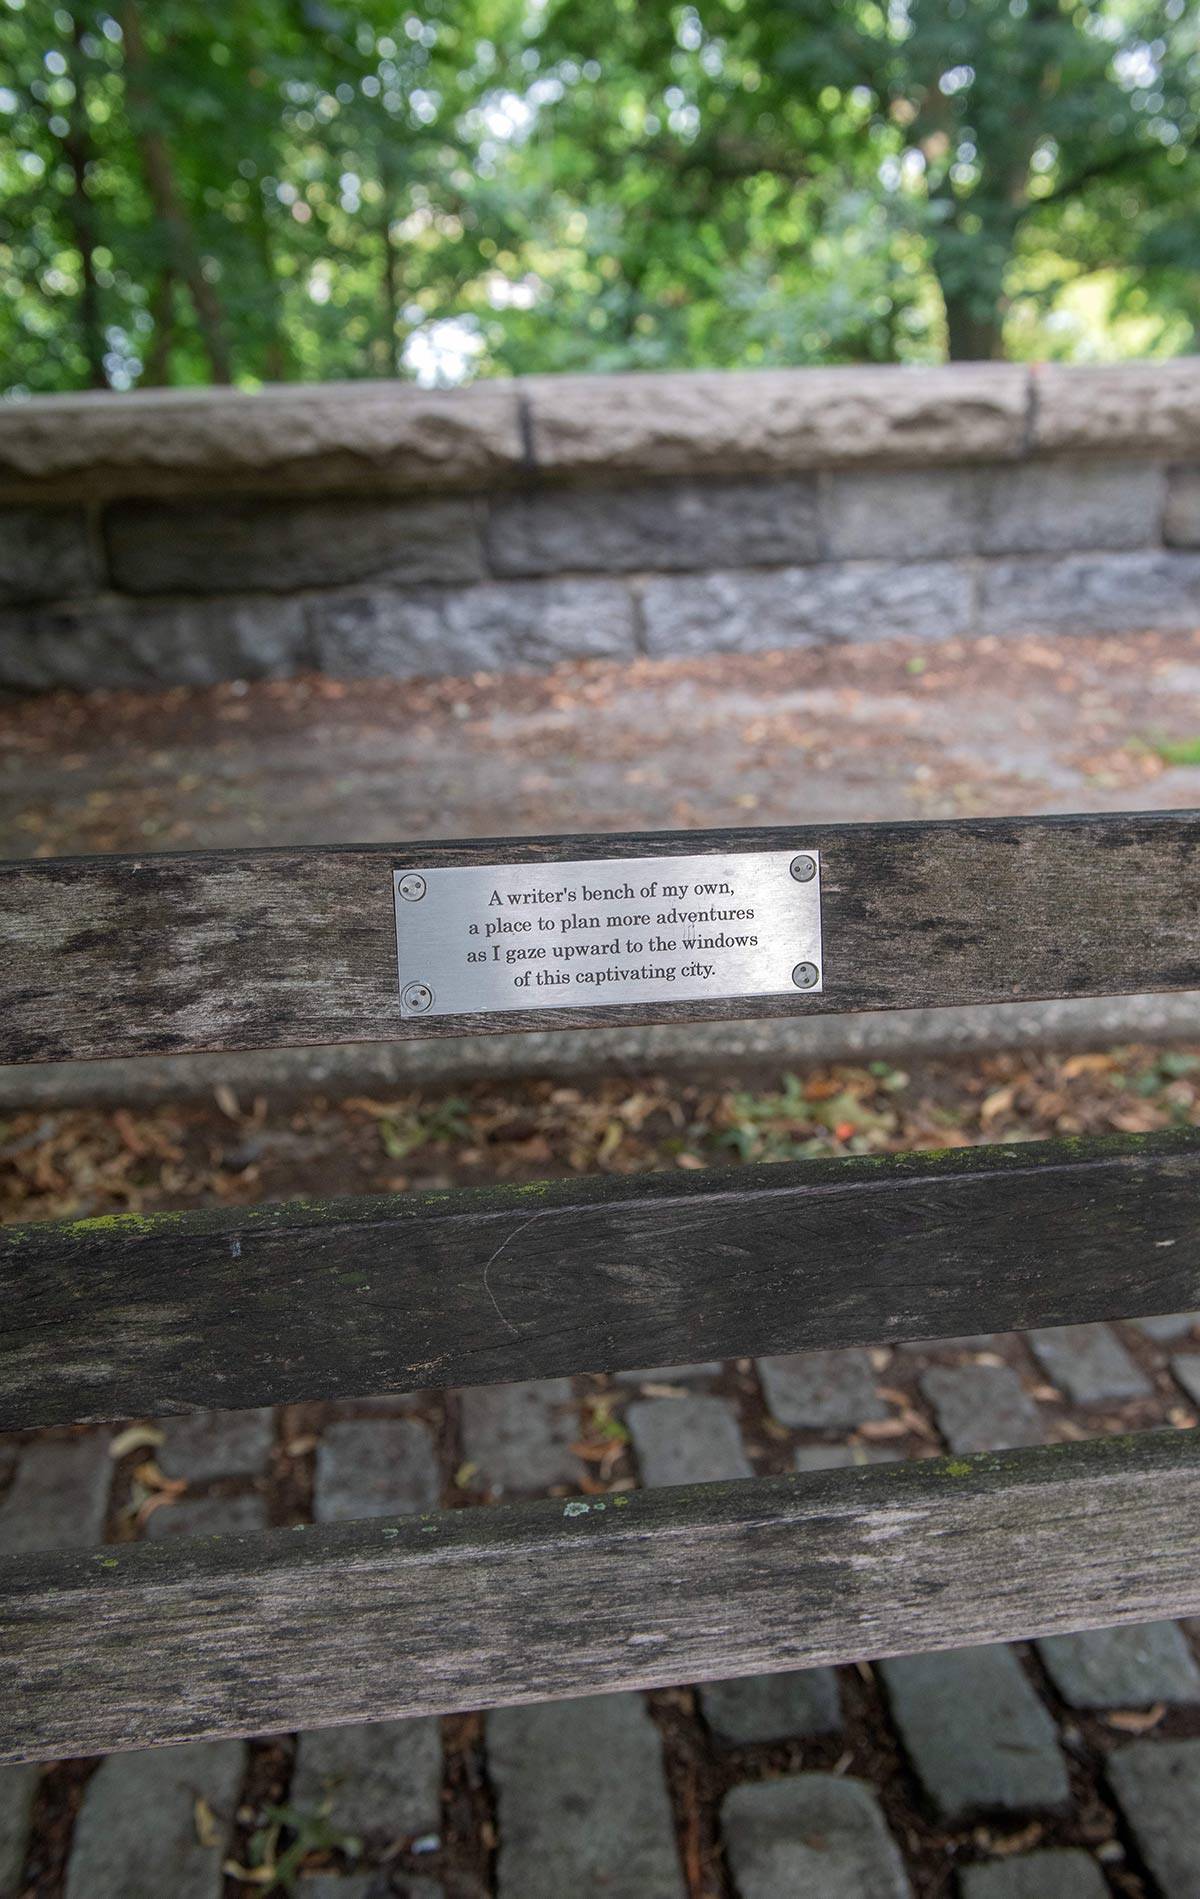 A writer's bench of my own,
a place to plan more adventures
as I gaze upward to the windows
of this captivating city.